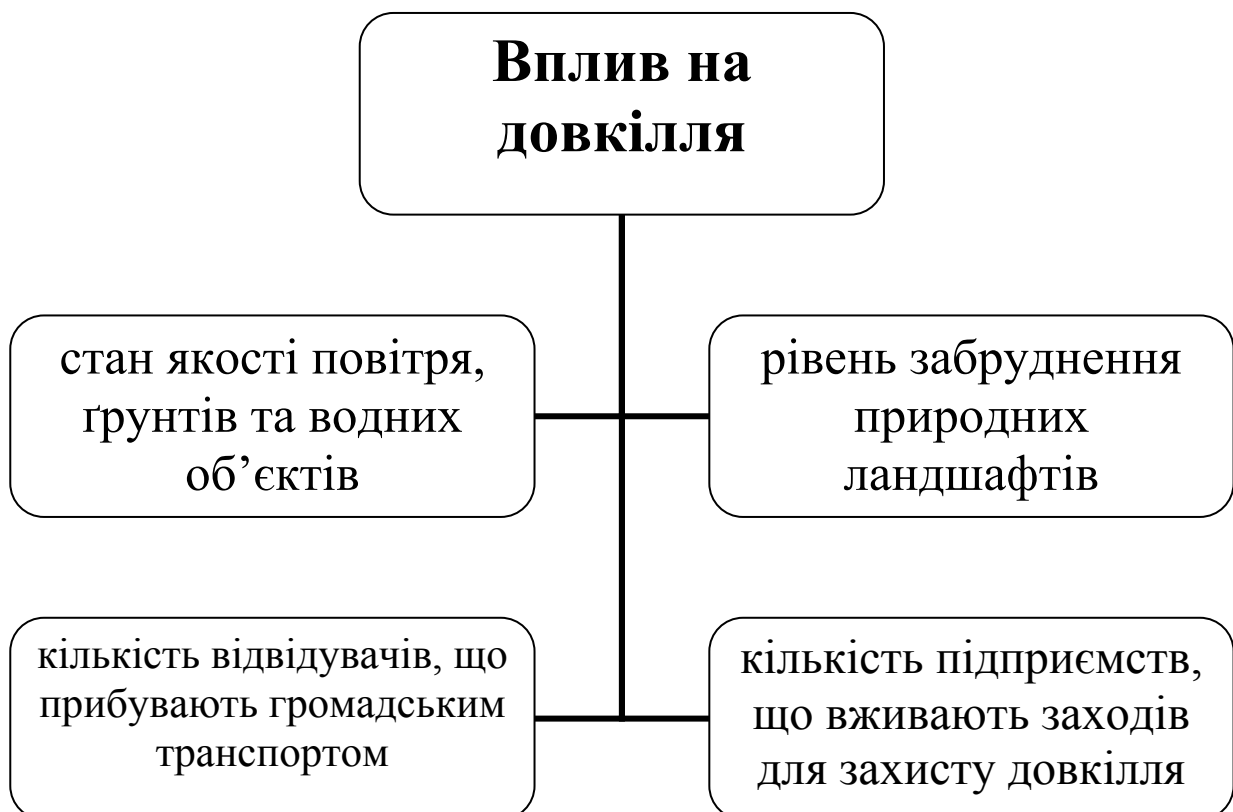 Вплив на
довкілля
стан якості повітря,
ґрунтів та водних
об’єктів
рівень забруднення
природних
ландшафтів
кількість відвідувачів, що
прибувають громадським
транспортом
кількість підприємств,
що вживають заходів
для захисту довкілля